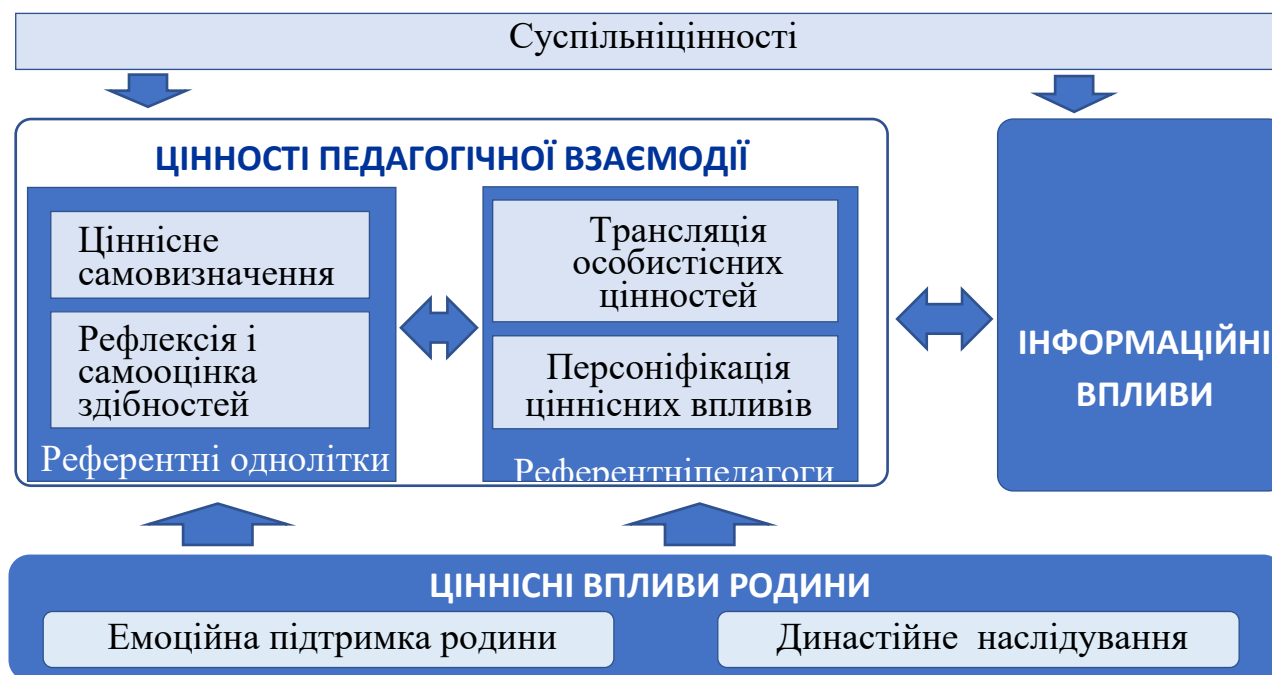 Суспільніцінності
ЦІННОСТІ ПЕДАГОГІЧНОЇ ВЗАЄМОДІЇ
Ціннісне
самовизначення
Рефлексія і
самооцінка
здібностей
Референтні однолітки
Трансляція
особистісних
цінностей
Персоніфікація
ціннісних впливів
Референтніпедагоги
ІНФОРМАЦІЙНІ
ВПЛИВИ
ЦІННІСНІ ВПЛИВИ РОДИНИ
Емоційна підтримка родини
Династійне наслідування